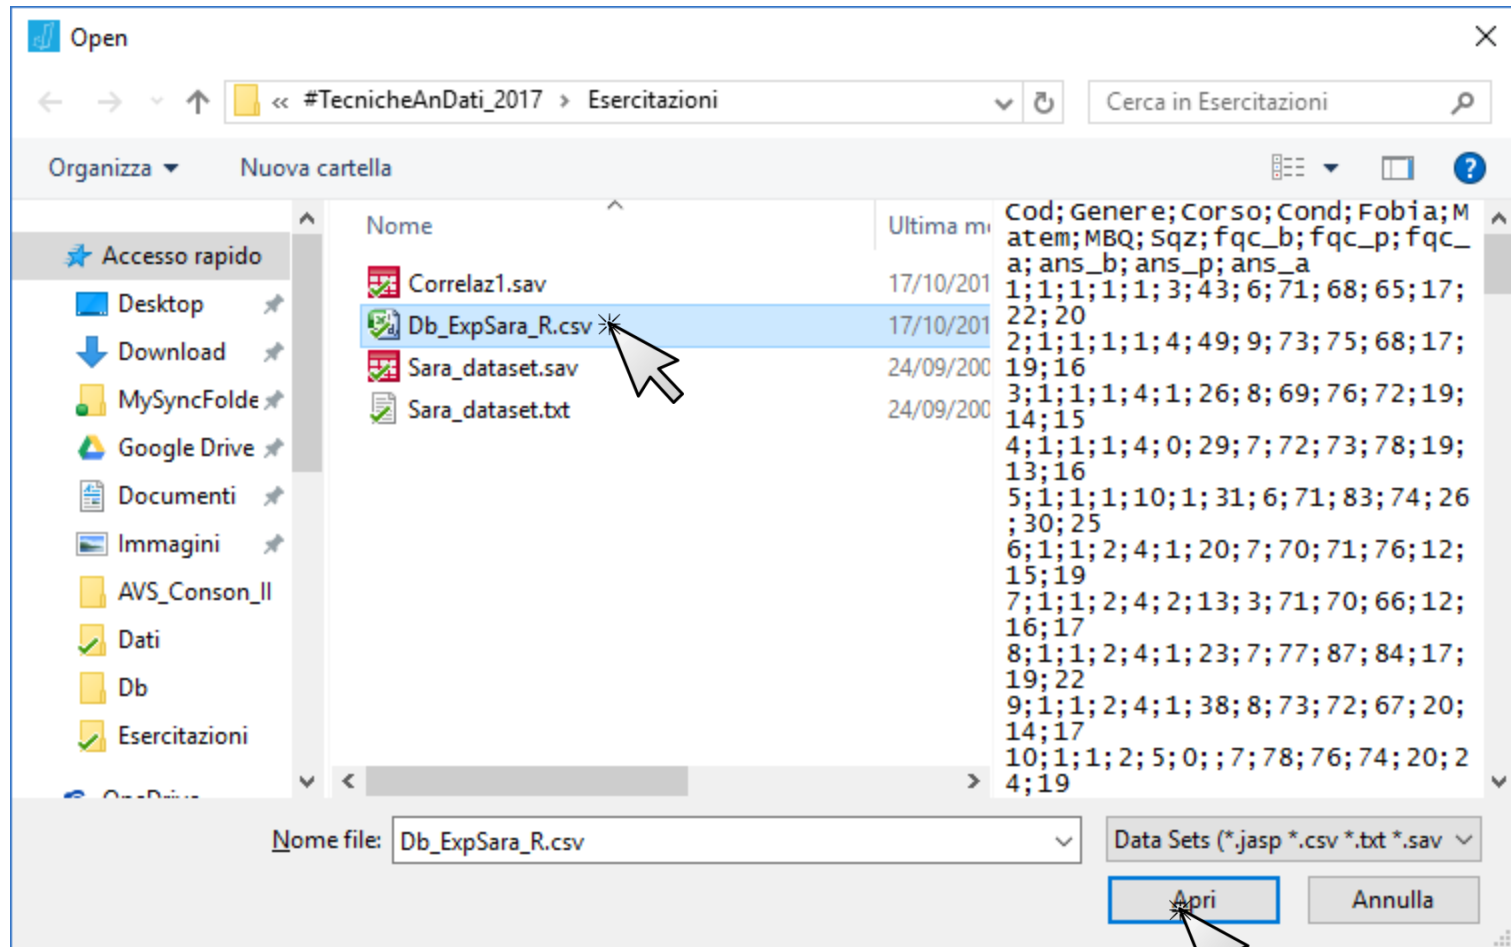 Open
« #TecnicheAnDati_2017 › Esercitazioni
Cerca in Esercitazioni
Organizza
Nuova cartella
Accesso rapido
Desktop
Download
MySyncFolde
Google Drive
Documenti
Immagini
AVS_Conson_II
Dati
Db
Esercitazioni
OneDrive
Nome
Ultima m
Correlaz1.sav
17/10/201
Db_ExpSara_R.csv
17/10/201
Sara_dataset.sav
24/09/200
Sara_dataset.txt
24/09/200
Cod;Genere;Corso;Cond;Fobia;M
atem;MBQ;Sqz;fqc_b;fqc_p;fqc_
a;ans_b;ans_p;ans_a
1;1;1;1;1;3;43;6;71;68;65;17;
22;20
2;1;1;1;1;4;49;9;73;75;68;17;
19;16
3;1;1;1;4;1;26;8;69;76;72;19;
14;15
4;1;1;1;4;0;29;7;72;73;78;19;
13;16
5;1;1;1;10;1;31;6;71;83;74;26
;30;25
6;1;1;2;4;1;20;7;70;71;76;12;
15;19
7;1;1;2;4;2;13;3;71;70;66;12;
16;17
8;1;1;2;4;1;23;7;77;87;84;17;
19;22
9;1;1;2;4;1;38;8;73;72;67;20;
14;17
10;1;1;2;5;0;;7;78;76;74;20;2
4;19
Nome file: Db_ExpSara_R.csv
Data Sets (*.jasp *.csv *.txt *.sav
Apri
Annulla